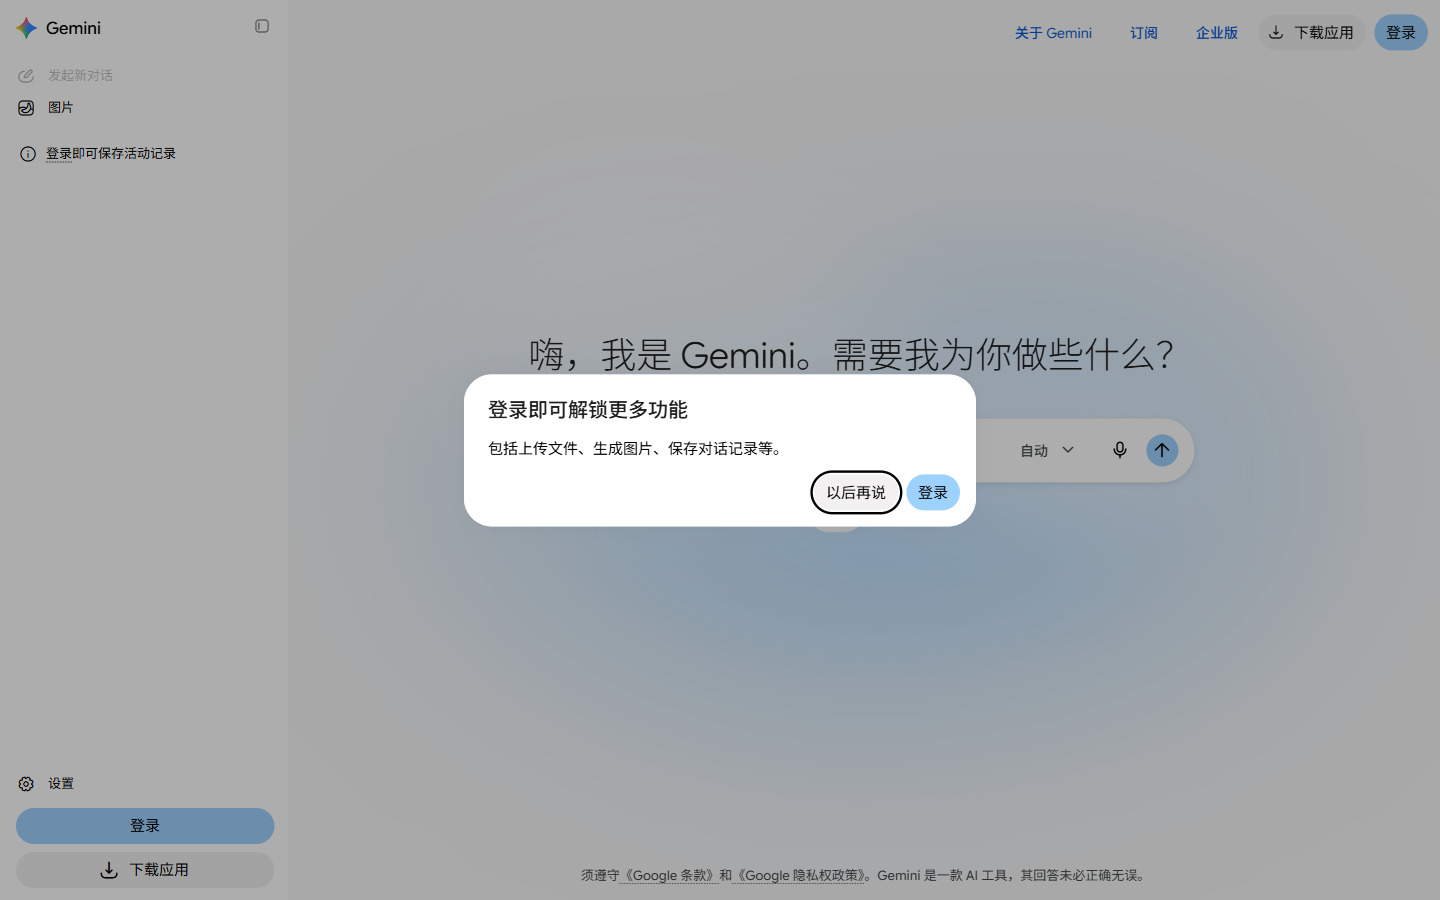 Gemini
发起新对话
图片
登录即可保存活动记录
设置
登录
下载应用
关于 Gemini
订阅
企业版
下载应用
登录
嗨，我是 Gemini。需要我为你做些什么？
自动
登录即可解锁更多功能
包括上传文件、生成图片、保存对话记录等。
以后再说
登录
须遵守《Google 条款》和《Google 隐私权政策》。Gemini 是一款 AI 工具，其回答未必正确无误。